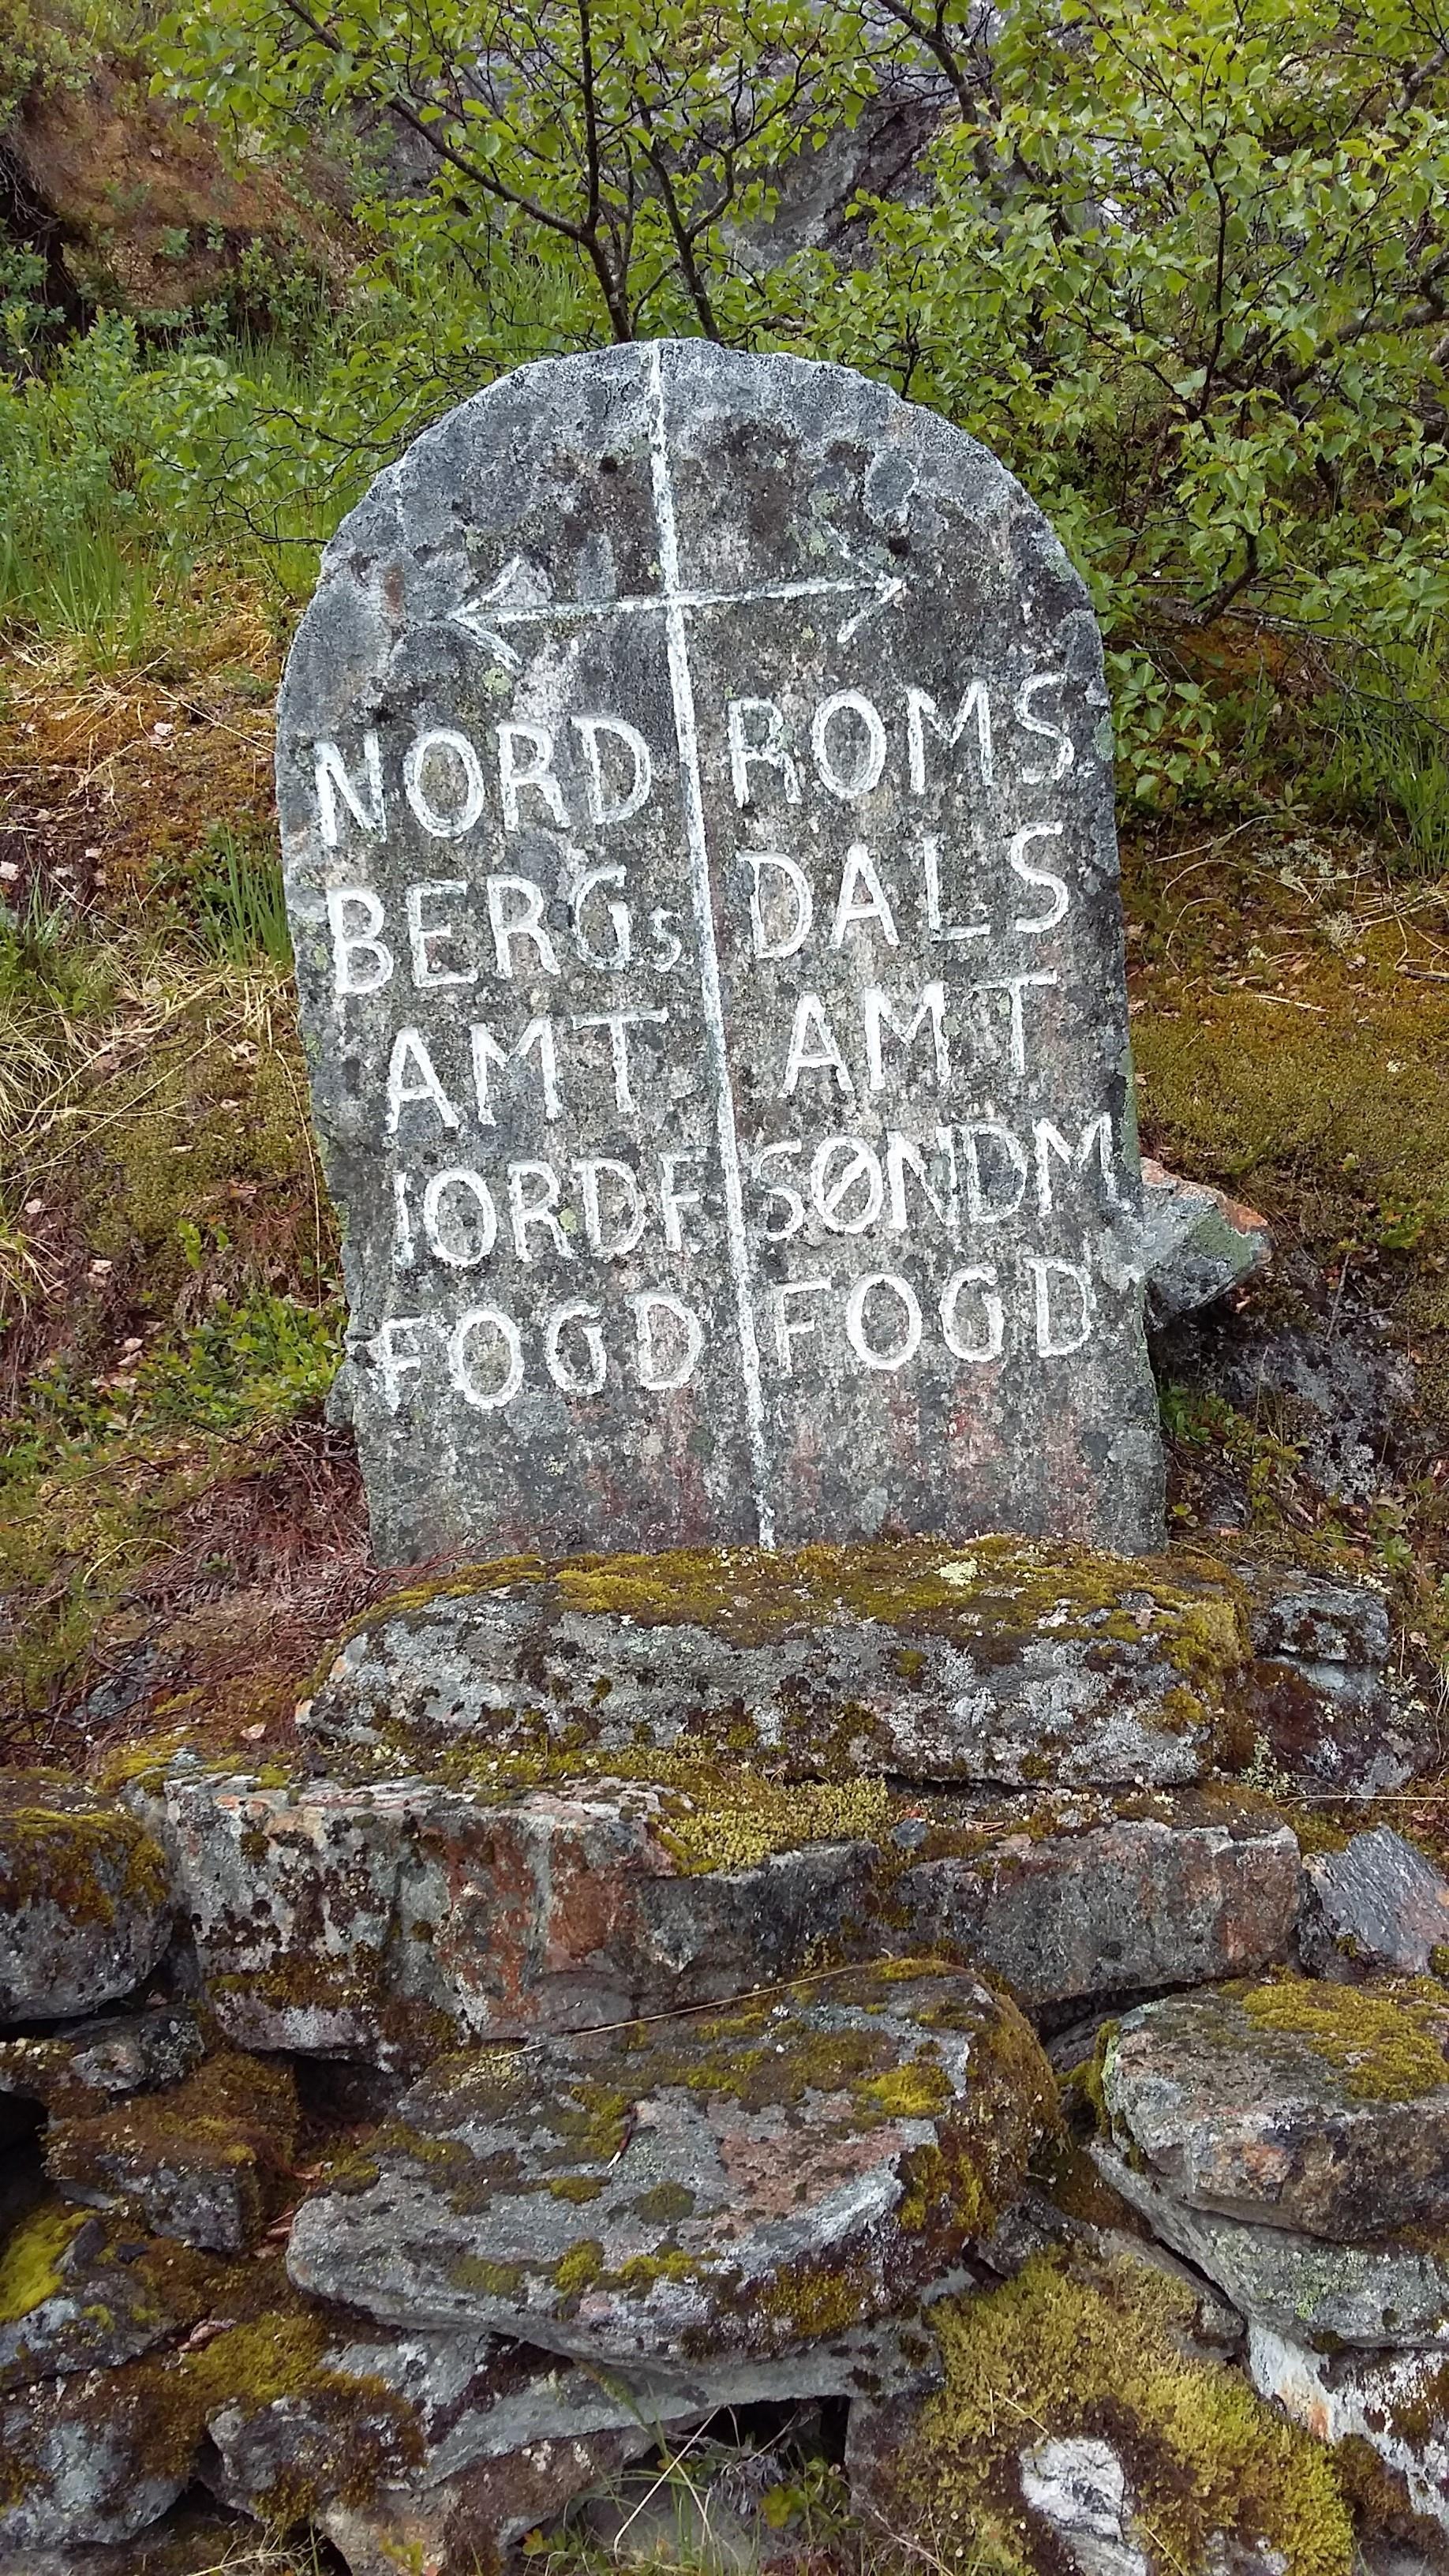 NORD
BERGs
AMT
IORDF.
FOGD
ROMS
DALS
AMT
SØNDM
FOGD